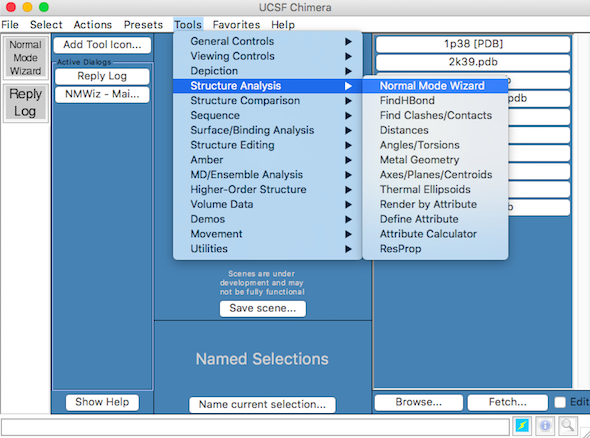 UCSF Chimera
File Select Actions Presets Tools Favorites Help
Normal
Mode
Wizard
Reply
Log
Add Tool Icon...
Active Dialogs
Reply Log
NMWiz - Mai...
Show Help
General Controls
Viewing Controls
Depiction
Structure Analysis
Structure Comparison
Sequence
Surface/Binding Analysis
Structure Editing
Amber
MD/Ensemble Analysis
Higher-Order Structure
Volume Data
Demos
Movement
Utilities
Normal Mode Wizard
FindHBond
Find Clashes/Contacts
Distances
Angles/Torsions
Metal Geometry
Axes/Planes/Centroids
Thermal Ellipsoids
Render by Attribute
Define Attribute
Attribute Calculator
ResProp
Scenes are under
development and may
not be fully functional
Save scene...
Named Selections
Name current selection...
1p38 [PDB]
2k39.pdb
.pdb
Browse...
Fetch...
Edit